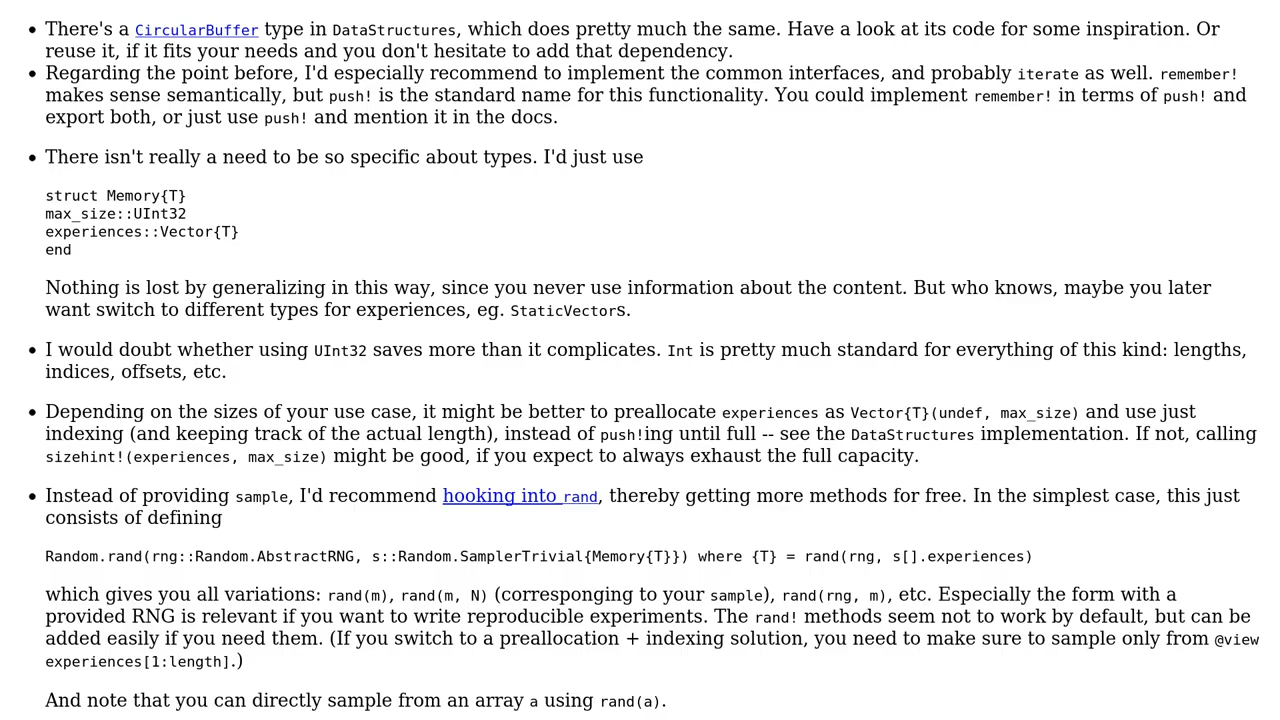 There's a CircularBuffer type in DataStructures, which does pretty much the same. Have a look at its code for some inspiration. Or
reuse it, if it fits your needs and you don't hesitate to add that dependency.
Regarding the point before, I'd especially recommend to implement the common interfaces, and probably iterate as well. remember!
makes sense semantically, but push! is the standard name for this functionality. You could implement remember! in terms of push! and
export both, or just use push! and mention it in the docs.
There isn't really a need to be so specific about types. I'd just use
struct Memory{T}
max_size::UInt32
experiences::Vector{T}
end
Nothing is lost by generalizing in this way, since you never use information about the content. But who knows, maybe you later
want switch to different types for experiences, eg. StaticVectors.
I would doubt whether using UInt32 saves more than it complicates. Int is pretty much standard for everything of this kind: lengths,
indices, offsets, etc.
Depending on the sizes of your use case, it might be better to preallocate experiences as Vector{T}(undef, max_size) and use just
indexing (and keeping track of the actual length), instead of push!ing until full -- see the DataStructures implementation. If not, calling
sizehint!(experiences, max_size) might be good, if you expect to always exhaust the full capacity.
Instead of providing sample, I'd recommend hooking into rand, thereby getting more methods for free. In the simplest case, this just
consists of defining
Random.rand(rng::Random.AbstractRNG, s::Random.SamplerTrivial{Memory{T}}) where {T} = rand(rng, s[].experiences)
which gives you all variations: rand(m), rand(m, N) (corresponging to your sample), rand(rng, m), etc. Especially the form with a
provided RNG is relevant if you want to write reproducible experiments. The rand! methods seem not to work by default, but can be
added easily if you need them. (If you switch to a preallocation + indexing solution, you need to make sure to sample only from @view
experiences[1:length].)
And note that you can directly sample from an array a using rand(a).